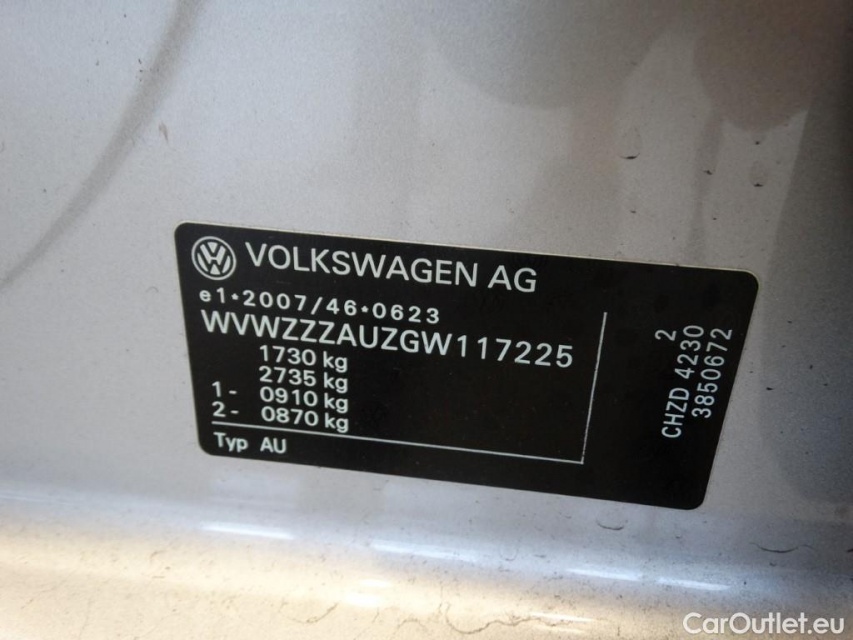 VOLKSWAGEN AG
e1*2007/46*0623
WVWZZZAUZGW117225
1730 kg
2735 kg
1- 0910 kg
2- 0870 kg
Typ AU
2
CHZD 4230
3850672
CarOutlet.eu